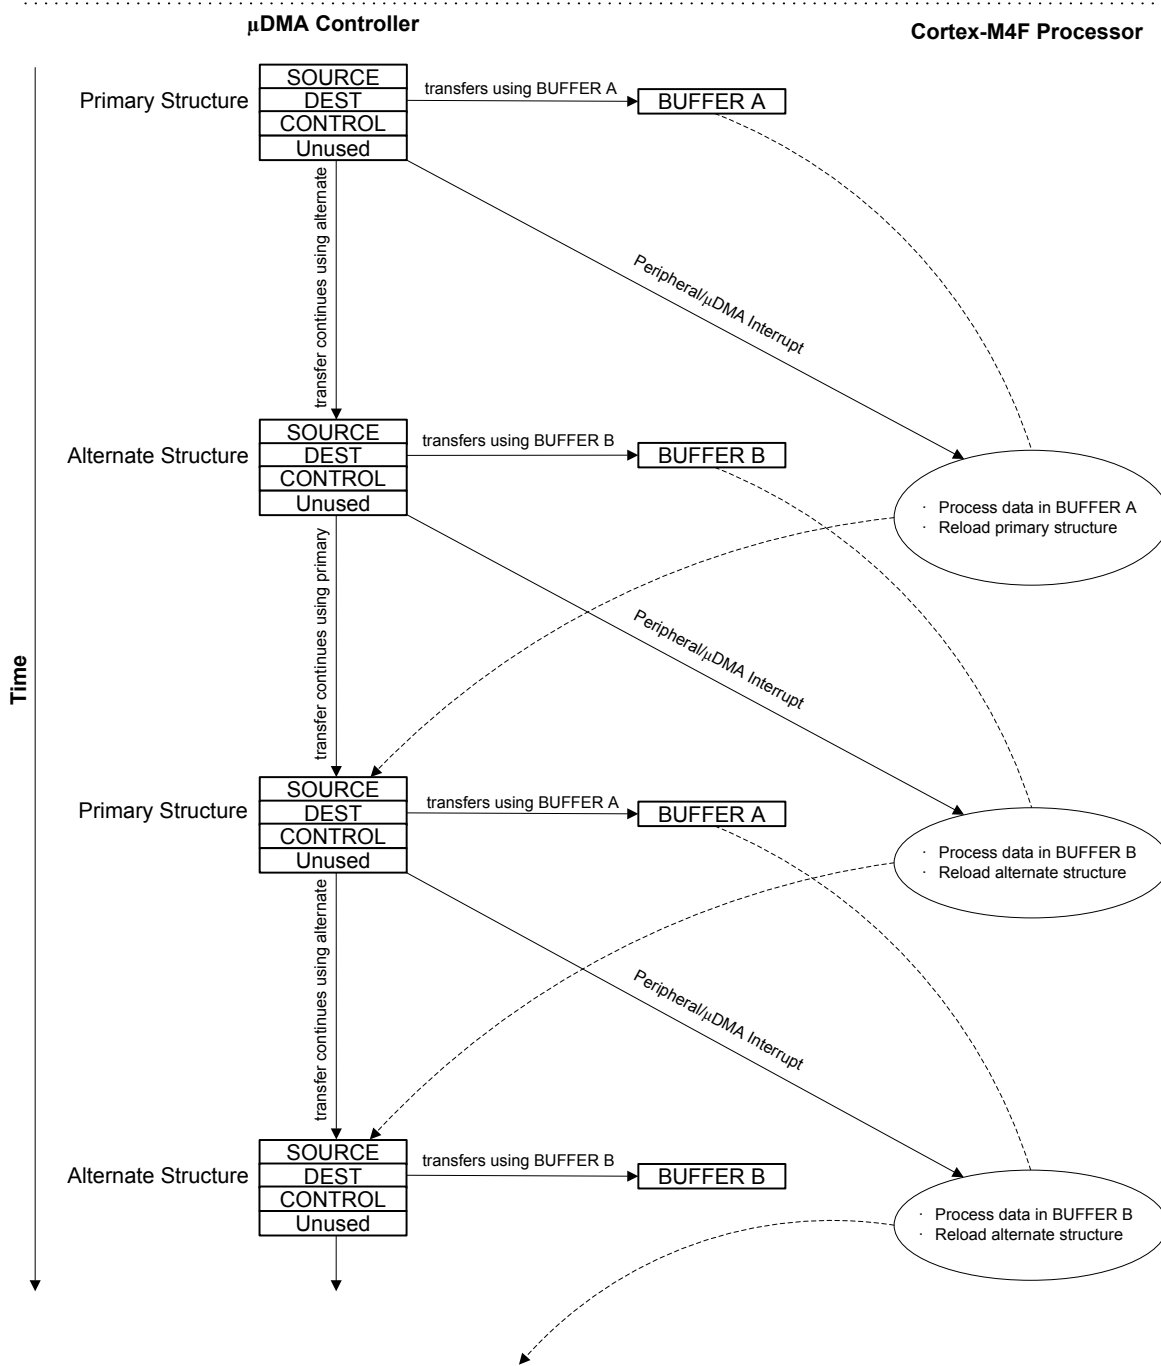 μDMA Controller
Cortex-M4F Processor
Primary Structure
SOURCE
DEST
CONTROL
Unused
transfers using BUFFER A
BUFFER A
transfer continues using alternate
Peripheral/μDMA Interrupt
Alternate Structure
SOURCE
DEST
CONTROL
Unused
transfers using BUFFER B
BUFFER B
· Process data in BUFFER A
· Reload primary structure
transfer continues using primary
Peripheral/μDMA Interrupt
Time
Primary Structure
SOURCE
DEST
CONTROL
Unused
transfers using BUFFER A
BUFFER A
· Process data in BUFFER B
· Reload alternate structure
transfer continues using alternate
Peripheral/μDMA Interrupt
Alternate Structure
SOURCE
DEST
CONTROL
Unused
transfers using BUFFER B
BUFFER B
· Process data in BUFFER B
· Reload alternate structure